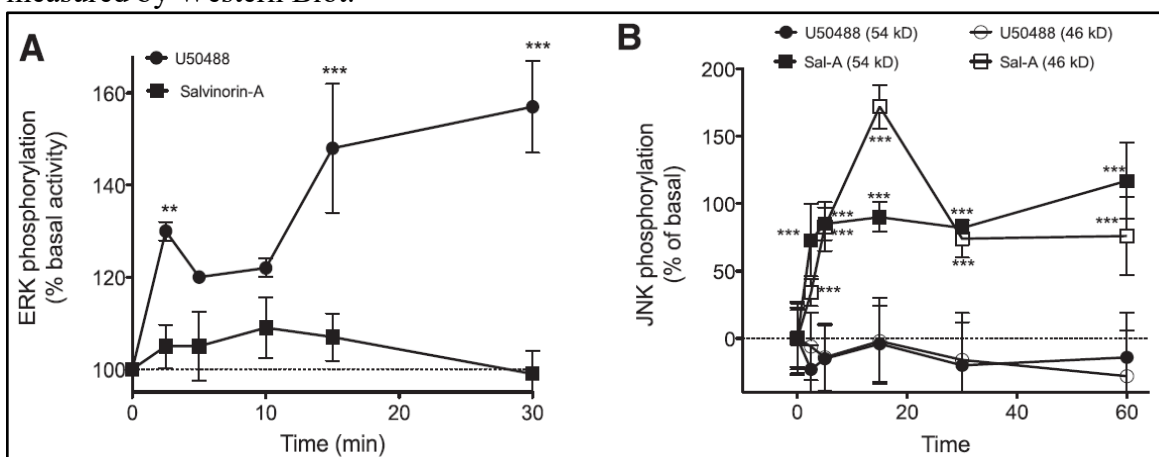 measured by Western Blot.
A
U50488
Salvinorin-A
ERK phosphorylation
(% basal activity)
160
140
120
100
**
***
***
0
10
20
30
Time (min)
B
U50488 (54 kD)
U50488 (46 kD)
Sal-A (54 kD)
Sal-A (46 kD)
JNK phosphorylation
(% of basal)
200
150
100
50
0
***
***
***
***
***
***
***
***
***
***
0
20
40
60
Time